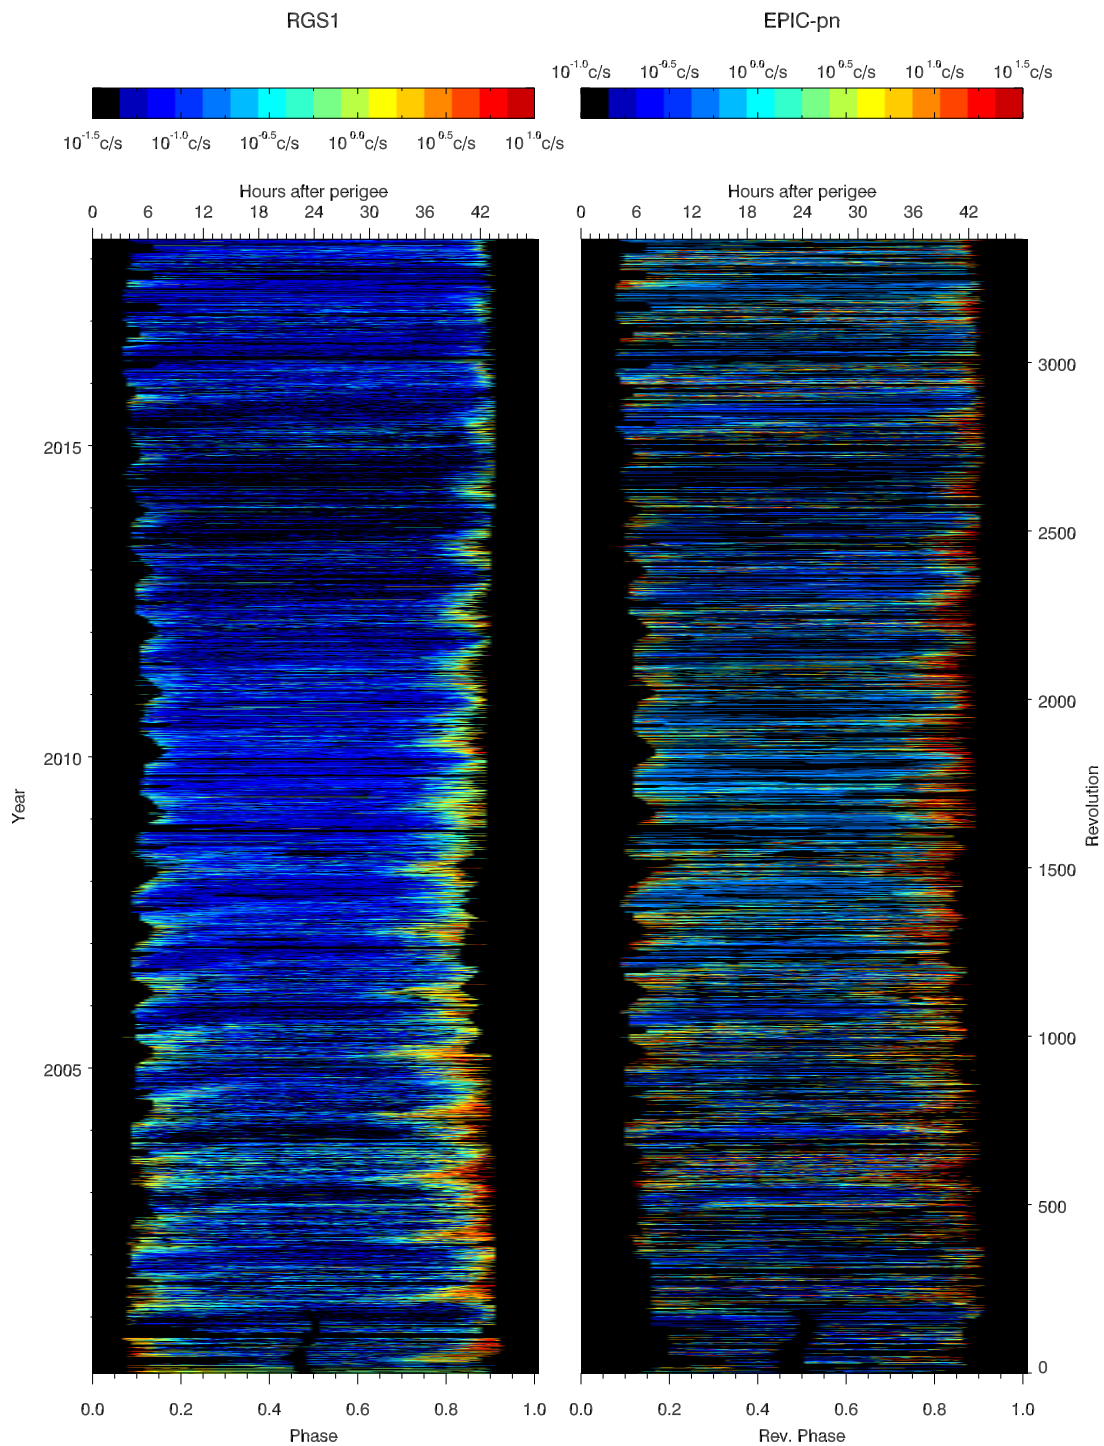 RGS1 EPIC-pn
10^-1.0c/s 10^-0.5c/s 10^0.0c/s 10^0.5c/s 10^1.0c/s 10^1.5c/s
10^-1.5c/s 10^-1.0c/s 10^-0.5c/s 10^0.0c/s 10^0.5c/s 10^1.0c/s
Hours after perigee Hours after perigee
0 6 12 18 24 30 36 42 0 6 12 18 24 30 36 42
3000
2015
2500
2000
2010
Year
Revolution
1500
1000
2005
500
0
0.0 0.2 0.4 0.6 0.8 1.0 0.0 0.2 0.4 0.6 0.8 1.0
Phase Rev. Phase